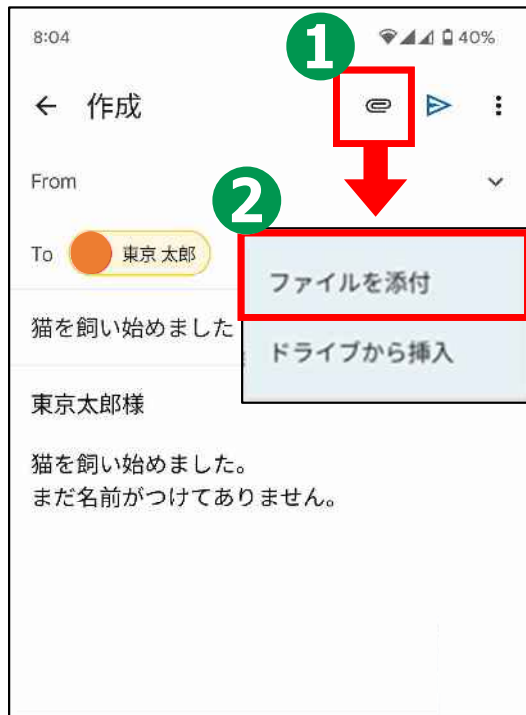 8:04
1
40%
作成
From
2
To
東京 太郎
ファイルを添付
猫を飼い始めました
ドライブから挿入
東京太郎様
猫を飼い始めました。
まだ名前がつけてありません。